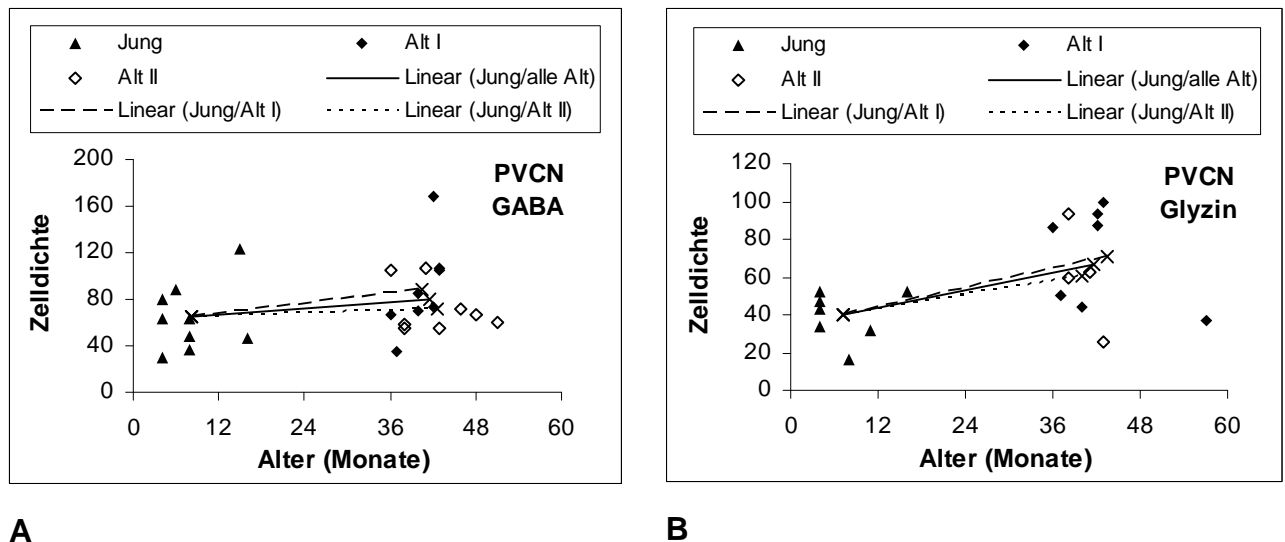 Jung Alt I
Alt II Linear (Jung/alle Alt)
Linear (Jung/Alt I) Linear (Jung/Alt II)
PVCN
GABA
200
160
120
80
40
0
Zelldichte
0 12 24 36 48 60
Alter (Monate)
A
Jung Alt I
Alt II Linear (Jung/alle Alt)
Linear (Jung/Alt I) Linear (Jung/Alt II)
PVCN
Glyzin
120
100
80
60
40
20
0
Zelldichte
0 12 24 36 48 60
Alter (Monate)
B